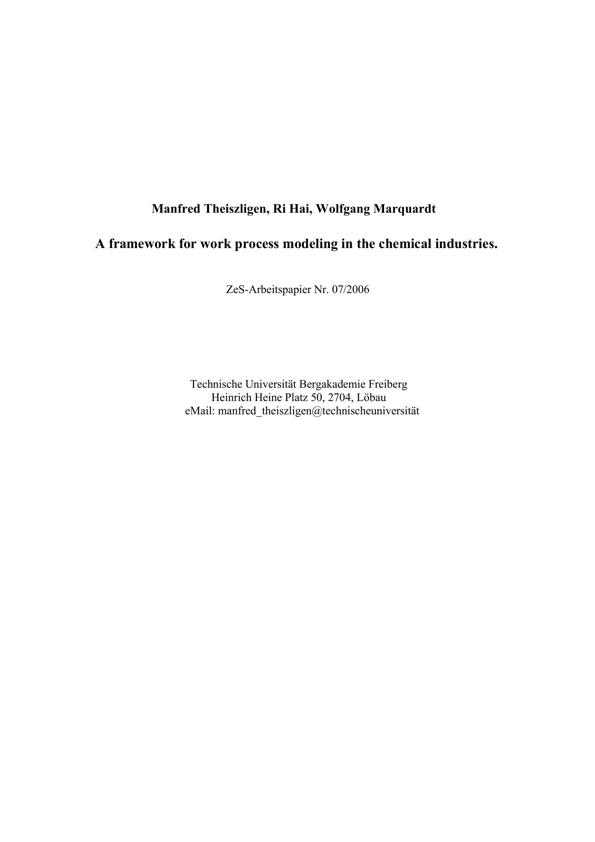 Manfred Theiszligen, Ri Hai, Wolfgang Marquardt
A framework for work process modeling in the chemical industries.
ZeS-Arbeitspapier Nr. 07/2006
Technische Universität Bergakademie Freiberg
Heinrich Heine Platz 50, 2704, Löbau
eMail: manfred_theiszligen@technischeuniversität